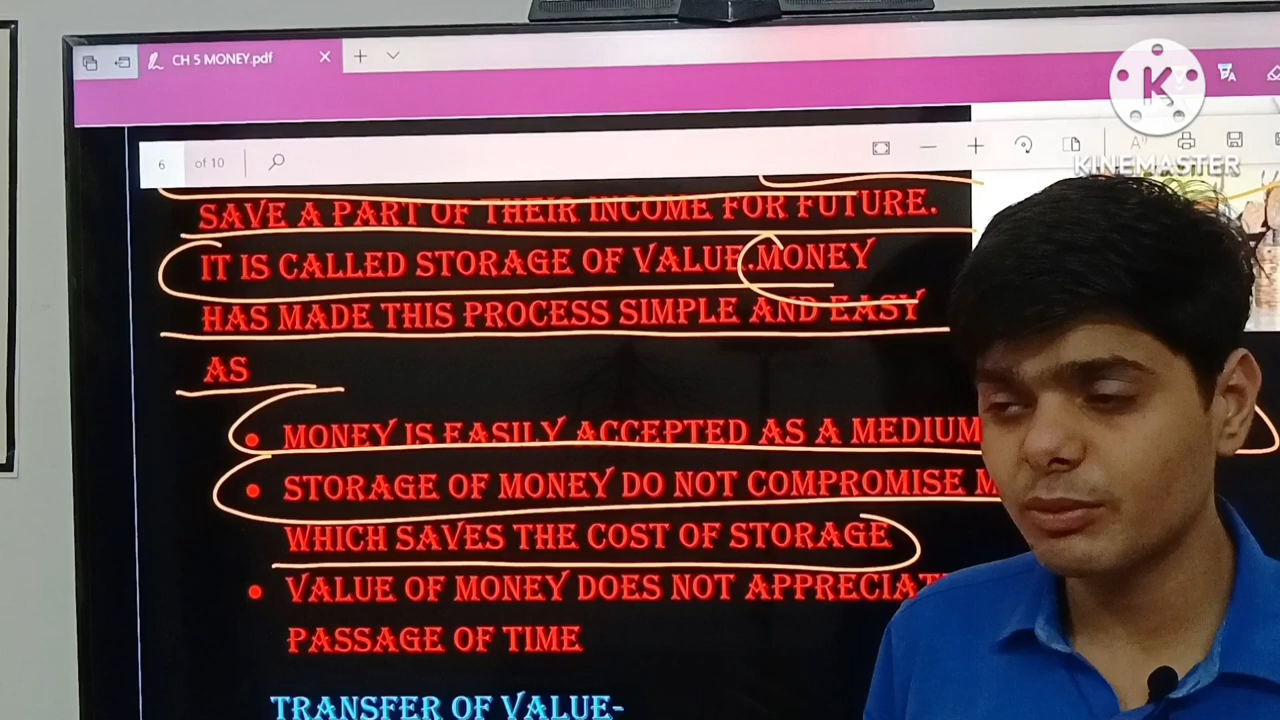 CH 5 MONEY.pdf
6 of 10
KINEMASTER
SAVE A PART OF THEIR INCOME FOR FUTURE.
IT IS CALLED STORAGE OF VALUE.MONEY
HAS MADE THIS PROCESS SIMPLE AND EASY
AS
• MONEY IS EASILY ACCEPTED AS A MEDIUM
• STORAGE OF MONEY DO NOT COMPROMISE
WHICH SAVES THE COST OF STORAGE
• VALUE OF MONEY DOES NOT
PASSAGE OF TIME
TRANSFER OF VALUE-